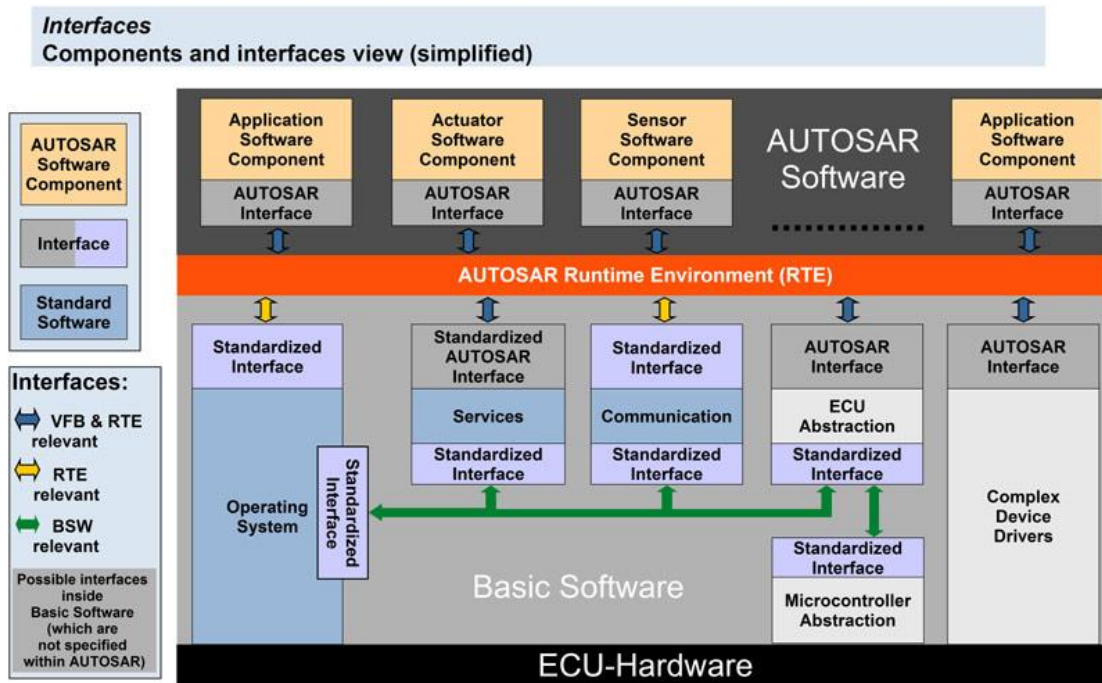 Interfaces
Components and interfaces view (simplified)
AUTOSAR
Software
Component
Interface
Standard
Software
Interfaces:
VFB & RTE
relevant
RTE
relevant
BSW
relevant
Possible interfaces
inside
Basic Software
(which are
not specified
within AUTOSAR)
Application
Software
Component
AUTOSAR
Interface
Actuator
Software
Component
AUTOSAR
Interface
Sensor
Software
Component
AUTOSAR
Interface
AUTOSAR
Software
Application
Software
Component
AUTOSAR
Interface
AUTOSAR Runtime Environment (RTE)
Standardized
Interface
Operating
System
Standardized
Interface
Standardized
AUTOSAR
Interface
Services
Standardized
Interface
Standardized
Interface
Communication
Standardized
Interface
AUTOSAR
Interface
ECU
Abstraction
Standardized
Interface
Standardized
Interface
Microcontroller
Abstraction
AUTOSAR
Interface
Complex
Device
Drivers
Basic Software
ECU-Hardware